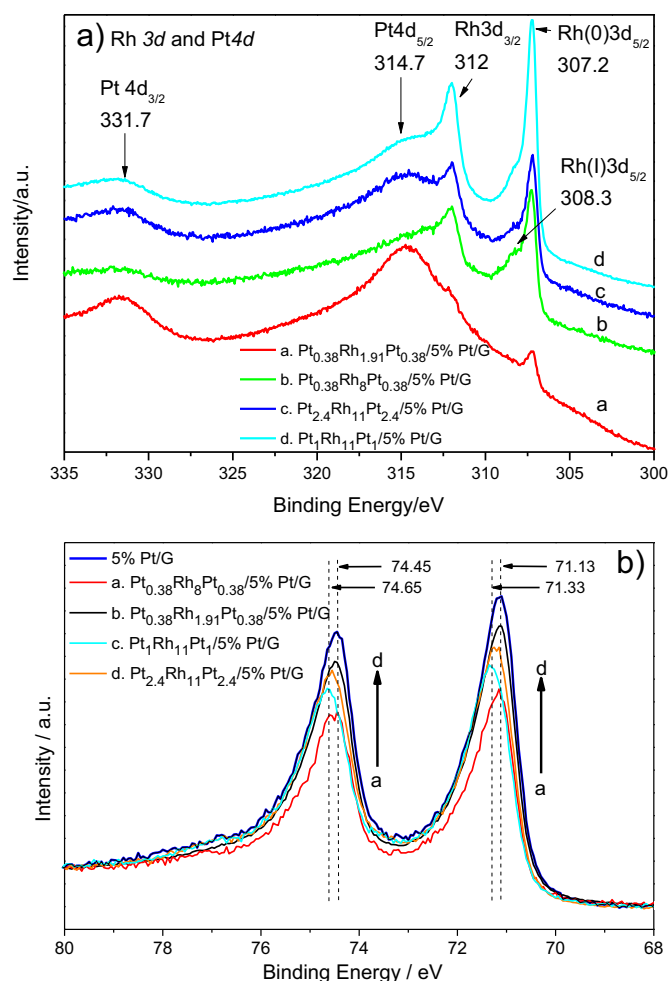 a) Rh 3d and Pt4d
Pt 4d3/2
331.7
Pt4d5/2
314.7
Rh3d3/2
312
Rh(0)3d5/2
307.2
Rh(I)3d5/2
308.3
d
c
b
a
a. Pt0.38Rh1.91Pt0.38/5% Pt/G
b. Pt0.38Rh8Pt0.38/5% Pt/G
c. Pt2.4Rh11Pt2.4/5% Pt/G
d. Pt1Rh11Pt1/5% Pt/G
Intensity/a.u.
335 330 325 320 315 310 305 300
Binding Energy/eV
b)
5% Pt/G
a. Pt0.38Rh8Pt0.38/5% Pt/G
b. Pt0.38Rh1.91Pt0.38/5% Pt/G
c. Pt1Rh11Pt1/5% Pt/G
d. Pt2.4Rh11Pt2.4/5% Pt/G
74.45
74.65
71.13
71.33
d
a
d
a
Intensity / a.u.
80 78 76 74 72 70 68
Binding Energy / eV